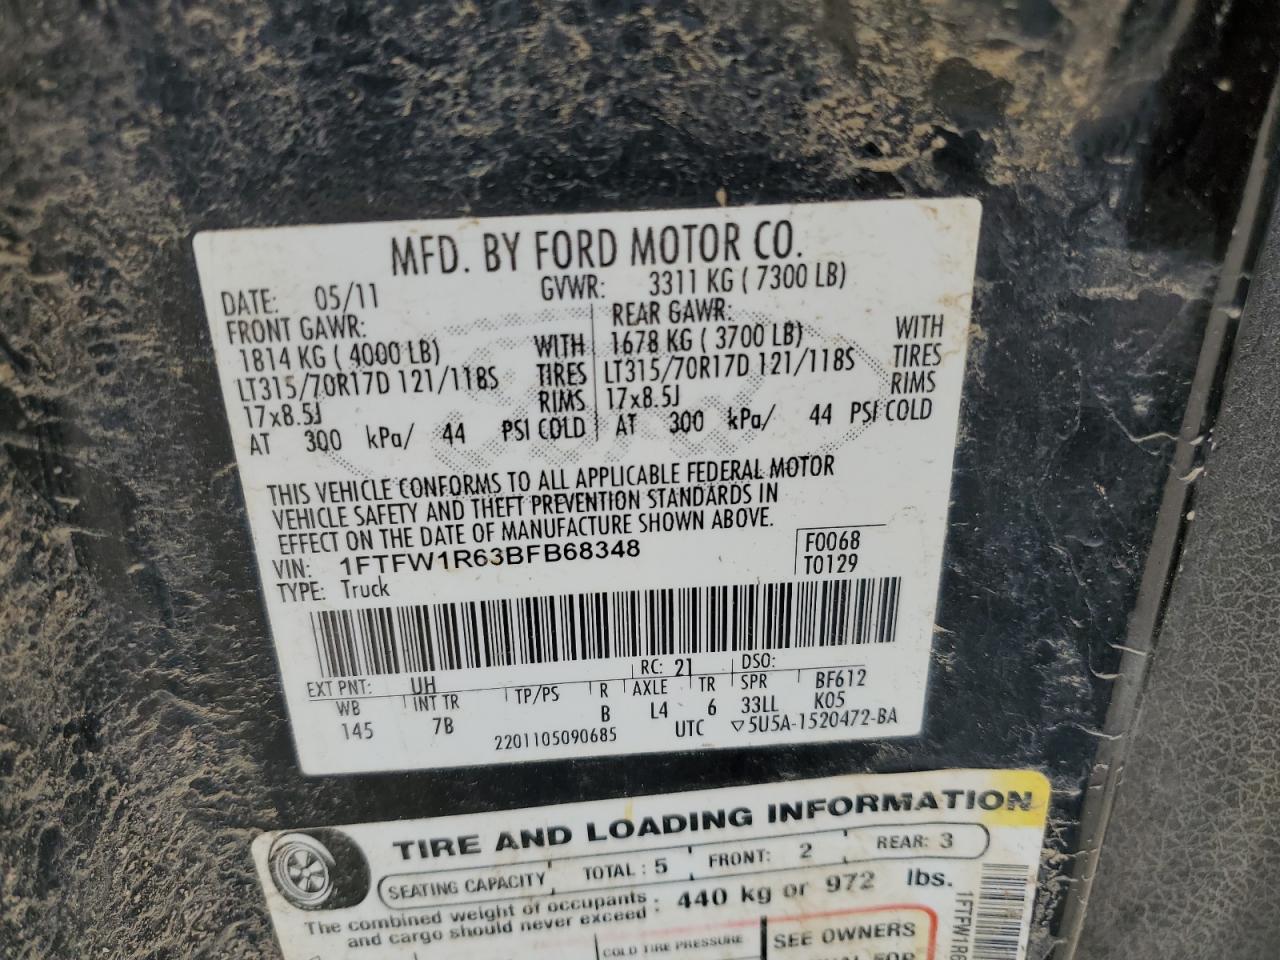 MFD. BY FORD MOTOR CO.
DATE: 05/11 GVWR: 3311 KG ( 7300 LB)
FRONT GAWR: REAR GAWR:
1814 KG ( 4000 LB) WITH 1678 KG ( 3700 LB) WITH
LT315/70R17D 121/118S TIRES LT315/70R17D 121/118S TIRES
17x8.5J RIMS 17x8.5J RIMS
AT 300 kPa/ 44 PSI COLD AT 300 kPa/ 44 PSI COLD
THIS VEHICLE CONFORMS TO ALL APPLICABLE FEDERAL MOTOR
VEHICLE SAFETY AND THEFT PREVENTION STANDARDS IN
EFFECT ON THE DATE OF MANUFACTURE SHOWN ABOVE.
VIN: 1FTFW1R63BFB68348 F0068
TYPE: Truck T0129
EXT PNT: UH RC: 21 DSO:
WB INT TR TP/PS R AXLE TR SPR BF612
145 7B B L4 6 33LL K05
2201105090685 UTC ▽5U5A-1520472-BA
TIRE AND LOADING INFORMATION
SEATING CAPACITY TOTAL : 5 FRONT: 2 REAR: 3
The combined weight of occupants : 440 kg or 972 lbs.
and cargo should never exceed
COLD TIRE PRESSURE SEE OWNERS
1FTFW1R6